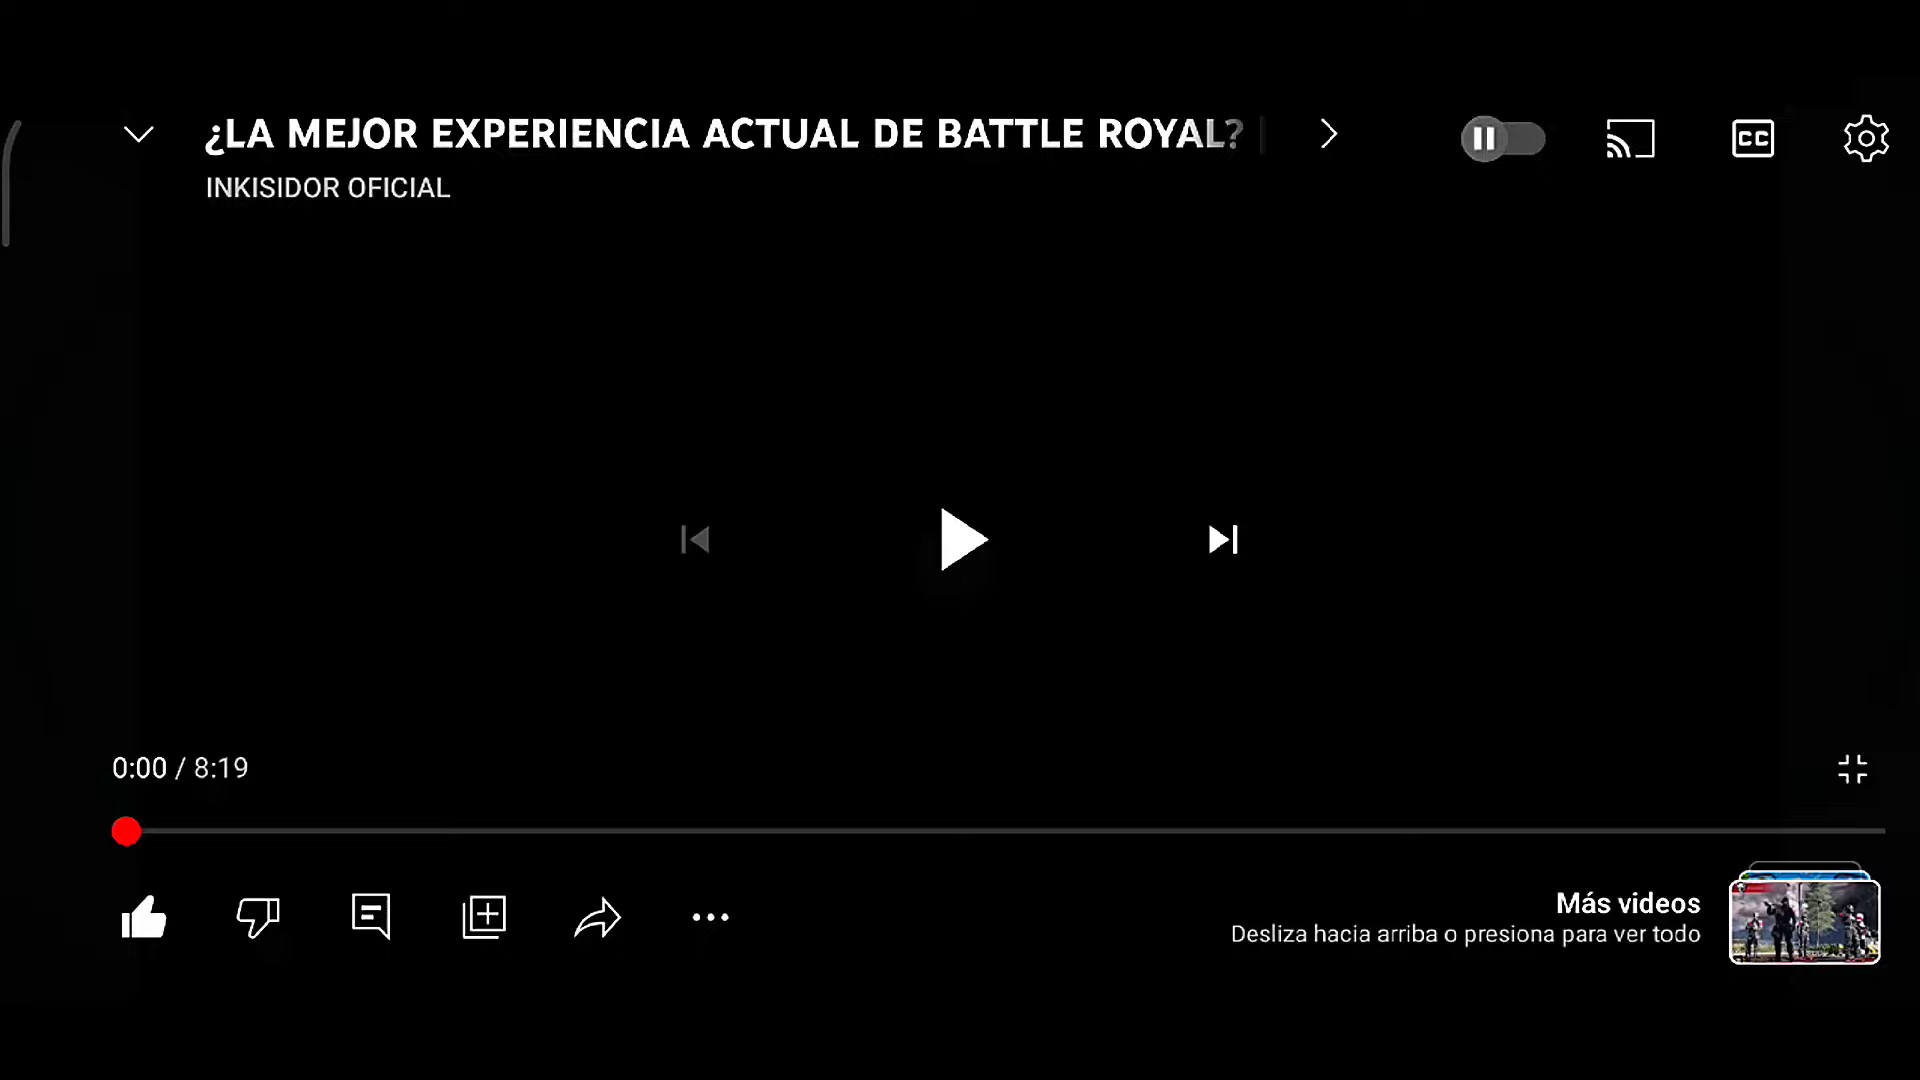 ¿LA MEJOR EXPERIENCIA ACTUAL DE BATTLE ROYAL?
INKISIDOR OFICIAL
CC
0:00 / 8:19
Más videos
Desliza hacia arriba o presiona para ver todo